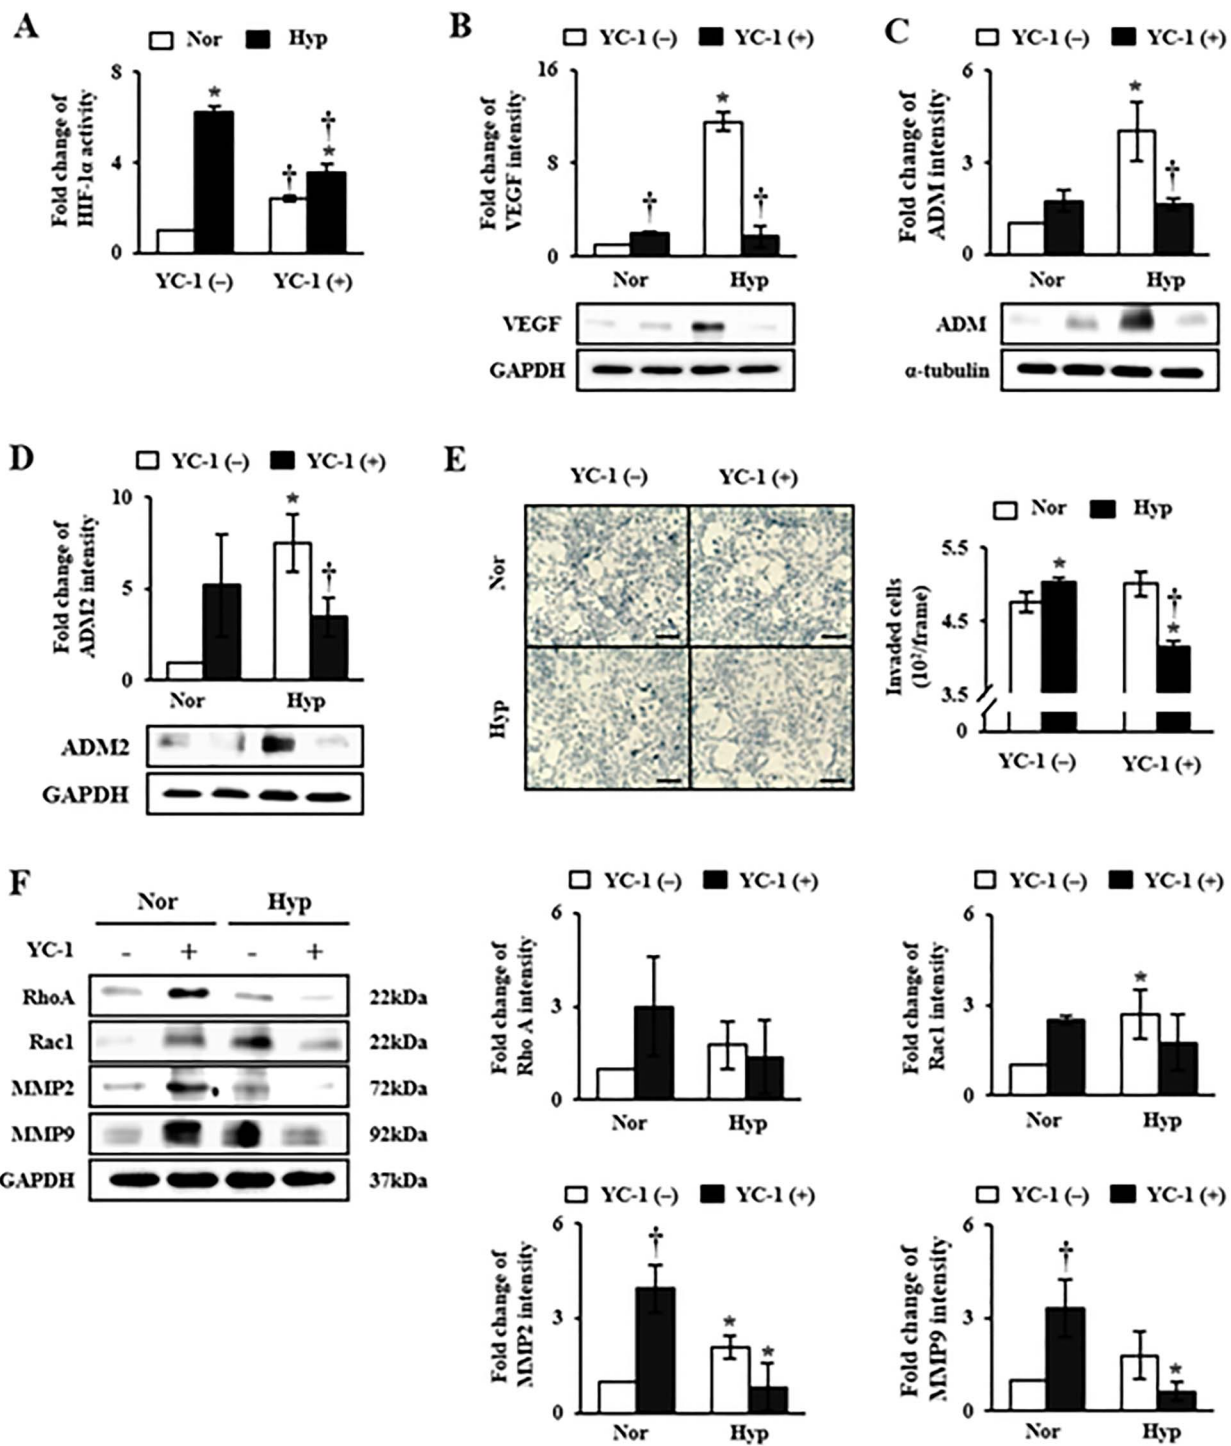 A
Nor Hyp
Fold change of
HIF-1α activity
8
4
0
*
†
†
*
YC-1 (–) YC-1 (+)
B
YC-1 (–) YC-1 (+)
Fold change of
VEGF intensity
16
8
0
†
*
†
Nor Hyp
VEGF
GAPDH
C
YC-1 (–) YC-1 (+)
Fold change of
ADM intensity
6
3
0
*
†
Nor Hyp
ADM
α-tubulin
D
YC-1 (–) YC-1 (+)
Fold change of
ADM2 intensity
10
5
0
*
†
Nor Hyp
ADM2
GAPDH
E
YC-1 (–) YC-1 (+)
Nor
Hyp
Nor Hyp
Invaded cells
(10²/frame)
5.5
4.5
3.5
0
*
†
*
YC-1 (–) YC-1 (+)
F
Nor Hyp
YC-1 - + - +
RhoA 22kDa
Rac1 22kDa
MMP2 72kDa
MMP9 92kDa
GAPDH 37kDa
YC-1 (–) YC-1 (+)
Fold change of
Rho A intensity
6
3
0
Nor Hyp
YC-1 (–) YC-1 (+)
Fold change of
Rac1 intensity
6
3
0
*
Nor Hyp
YC-1 (–) YC-1 (+)
Fold change of
MMP2 intensity
6
3
0
†
*
*
Nor Hyp
YC-1 (–) YC-1 (+)
Fold change of
MMP9 intensity
6
3
0
†
*
Nor Hyp